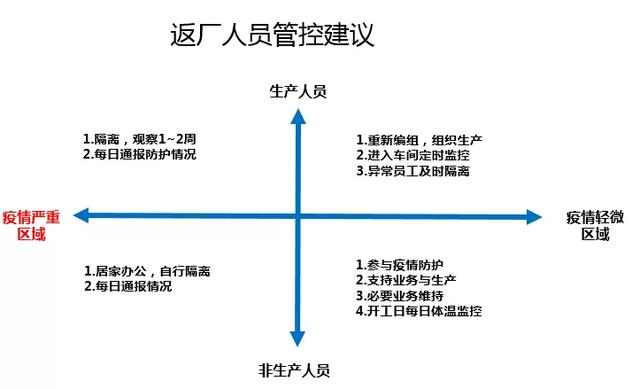 返厂人员管控建议
生产人员
1.隔离，观察1~2周
2.每日通报防护情况
1.重新编组，组织生产
2.进入车间定时监控
3.异常员工及时隔离
疫情严重
区域
疫情轻微
区域
1.居家办公，自行隔离
2.每日通报情况
1.参与疫情防护
2.支持业务与生产
3.必要业务维持
4.开工日每日体温监控
非生产人员